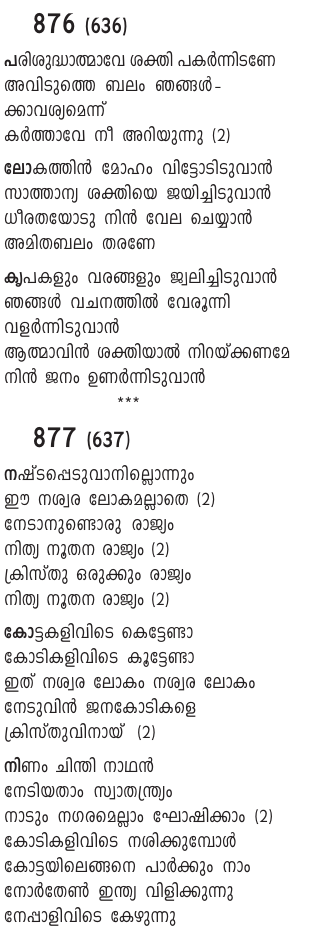 876 (636)
പരിശുദ്ധാത്മാവേ ശക്തി പകർന്നിടണേ
അവിടുത്തെ ബലം ഞങ്ങൾ-
ക്കാവശ്യമെന്ന്
കർത്താവേ നീ അറിയുന്നു (2)
ലോകത്തിൻ മോഹം വിട്ടോടിടുവാൻ
സാത്താന്യ ശക്തിയെ ജയിച്ചിടുവാൻ
ധീരതയോടു നിൻ വേല ചെയ്യാൻ
അമിതബലം തരണേ
കൃപകളും വരങ്ങളും ജ്വലിച്ചിടുവാൻ
ഞങ്ങൾ വചനത്തിൽ വേരൂന്നി
വളർന്നിടുവാൻ
ആത്മാവിൻ ശക്തിയാൽ നിറയ്ക്കണമേ
നിൻ ജനം ഉണർന്നിടുവാൻ
***
877 (637)
നഷ്ടപ്പെടുവാനില്ലൊന്നും
ഈ നശ്വര ലോകമല്ലാതെ (2)
നേടാനുണ്ടൊരു രാജ്യം
നിത്യ നൂതന രാജ്യം (2)
ക്രിസ്തു ഒരുക്കും രാജ്യം
നിത്യ നൂതന രാജ്യം (2)
കോട്ടകളിവിടെ കെട്ടേണ്ടാ
കോടികളിവിടെ കൂട്ടേണ്ടാ
ഇത് നശ്വര ലോകം നശ്വര ലോകം
നേടുവിൻ ജനകോടികളെ
ക്രിസ്തുവിനായ് (2)
നിണം ചിന്തി നാഥൻ
നേടിയതാം സ്വാതന്ത്ര്യം
നാടും നഗരമെല്ലാം ഘോഷിക്കാം (2)
കോടികളിവിടെ നശിക്കുമ്പോൾ
കോട്ടയിലെങ്ങനെ പാർക്കും നാം
നോർതേൺ ഇന്ത്യ വിളിക്കുന്നു
നേപ്പാളിവിടെ കേഴുന്നു